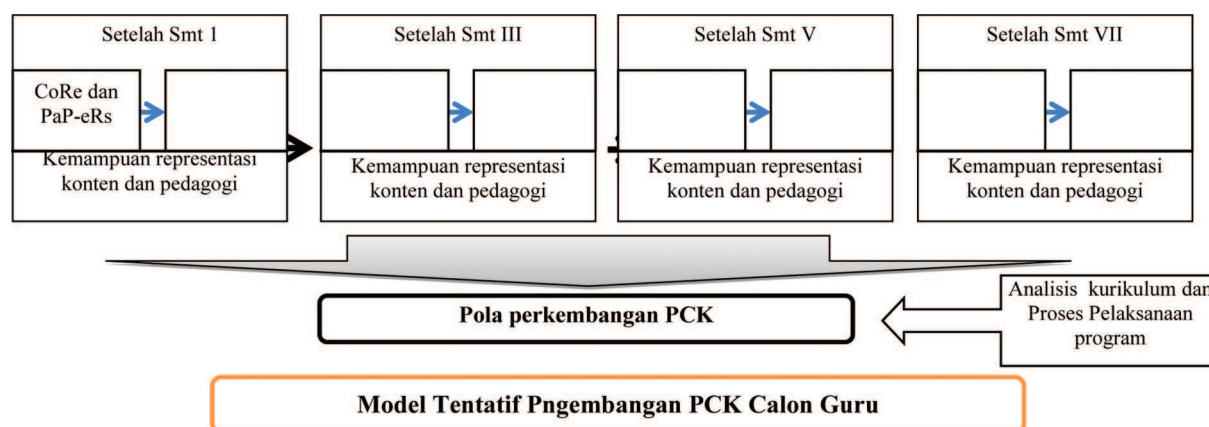 Setelah Smt 1
Setelah Smt III
Setelah Smt V
Setelah Smt VII
CoRe dan
PaP-eRs
Kemampuan representasi
konten dan pedagogi
Kemampuan representasi
konten dan pedagogi
Kemampuan representasi
konten dan pedagogi
Kemampuan representasi
konten dan pedagogi
Pola perkembangan PCK
Analisis kurikulum dan
Proses Pelaksanaan
program
Model Tentatif Pngembangan PCK Calon Guru